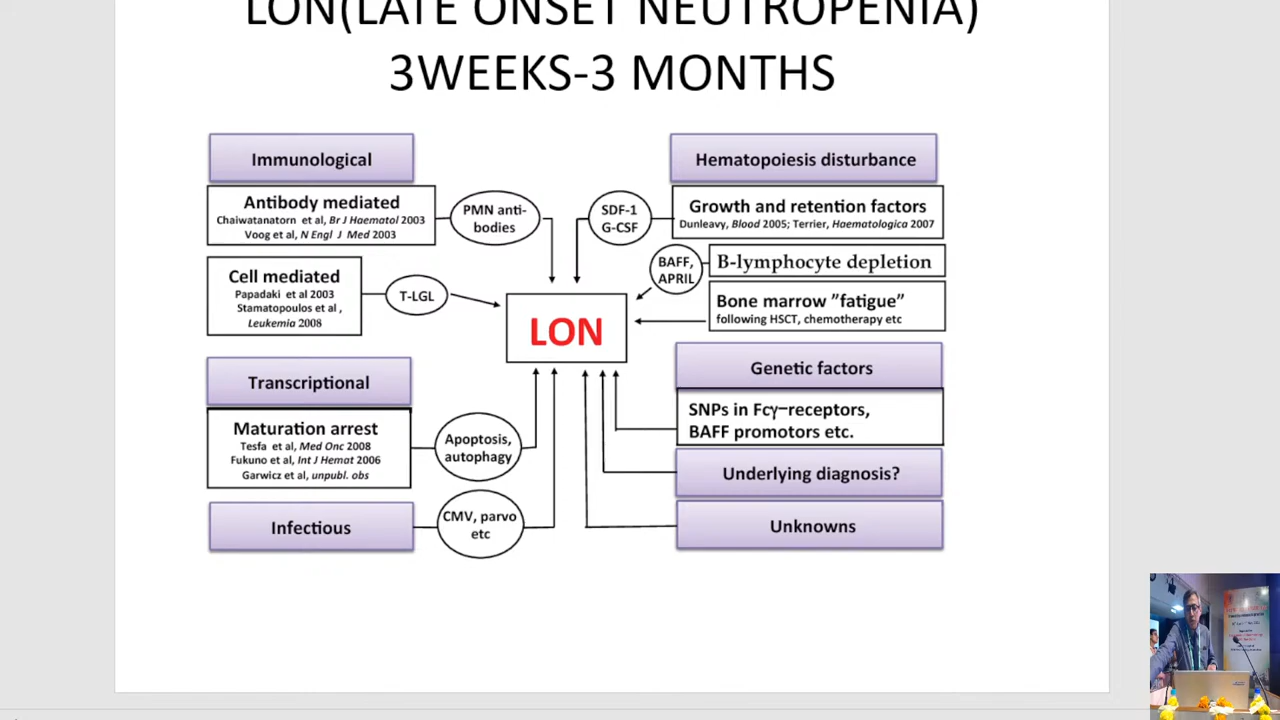 LON(LATE ONSET NEUTROPENIA)
3WEEKS-3 MONTHS
Immunological
Antibody mediated
Chaiwatanatorn et al, Br J Haematol 2003
Voog et al, N Engl J Med 2003
PMN anti-
bodies
Cell mediated
Papadaki et al 2003
Stamatopoulos et al ,
Leukemia 2008
T-LGL
Transcriptional
Maturation arrest
Tesfa et al, Med Onc 2008
Fukuno et al, Int J Hemat 2006
Garwicz et al, unpubl. obs
Apoptosis,
autophagy
Infectious
CMV, parvo
etc
LON
Hematopoiesis disturbance
SDF-1
G-CSF
Growth and retention factors
Dunleavy, Blood 2005; Terrier, Haematologica 2007
BAFF,
APRIL
B-lymphocyte depletion
Bone marrow ”fatigue”
following HSCT, chemotherapy etc
Genetic factors
SNPs in Fcγ–receptors,
BAFF promotors etc.
Underlying diagnosis?
Unknowns